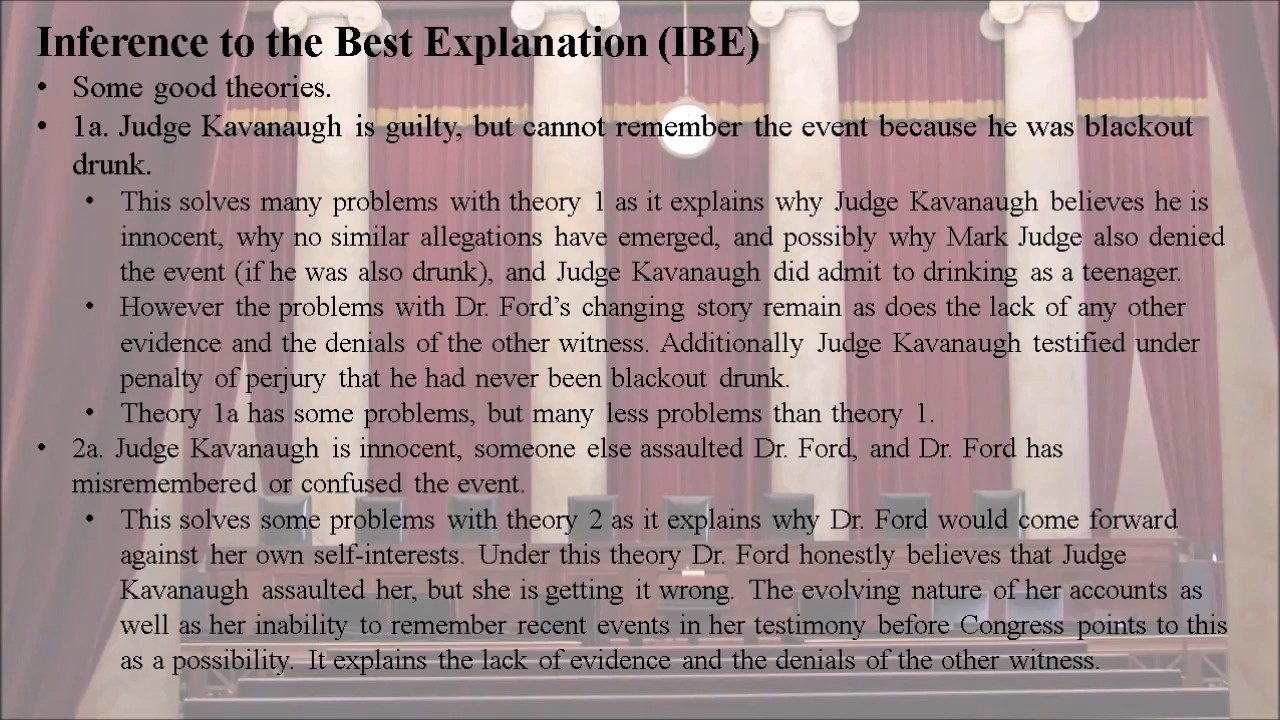 Inference to the Best Explanation (IBE)
• Some good theories.
• 1a. Judge Kavanaugh is guilty, but cannot remember the event because he was blackout
drunk.
• This solves many problems with theory 1 as it explains why Judge Kavanaugh believes he is
innocent, why no similar allegations have emerged, and possibly why Mark Judge also denied
the event (if he was also drunk), and Judge Kavanaugh did admit to drinking as a teenager.
• However the problems with Dr. Ford’s changing story remain as does the lack of any other
evidence and the denials of the other witness. Additionally Judge Kavanaugh testified under
penalty of perjury that he had never been blackout drunk.
• Theory 1a has some problems, but many less problems than theory 1.
• 2a. Judge Kavanaugh is innocent, someone else assaulted Dr. Ford, and Dr. Ford has
misremembered or confused the event.
• This solves some problems with theory 2 as it explains why Dr. Ford would come forward
against her own self-interests. Under this theory Dr. Ford honestly believes that Judge
Kavanaugh assaulted her, but she is getting it wrong. The evolving nature of her accounts as
well as her inability to remember recent events in her testimony before Congress points to this
as a possibility. It explains the lack of evidence and the denials of the other witness.